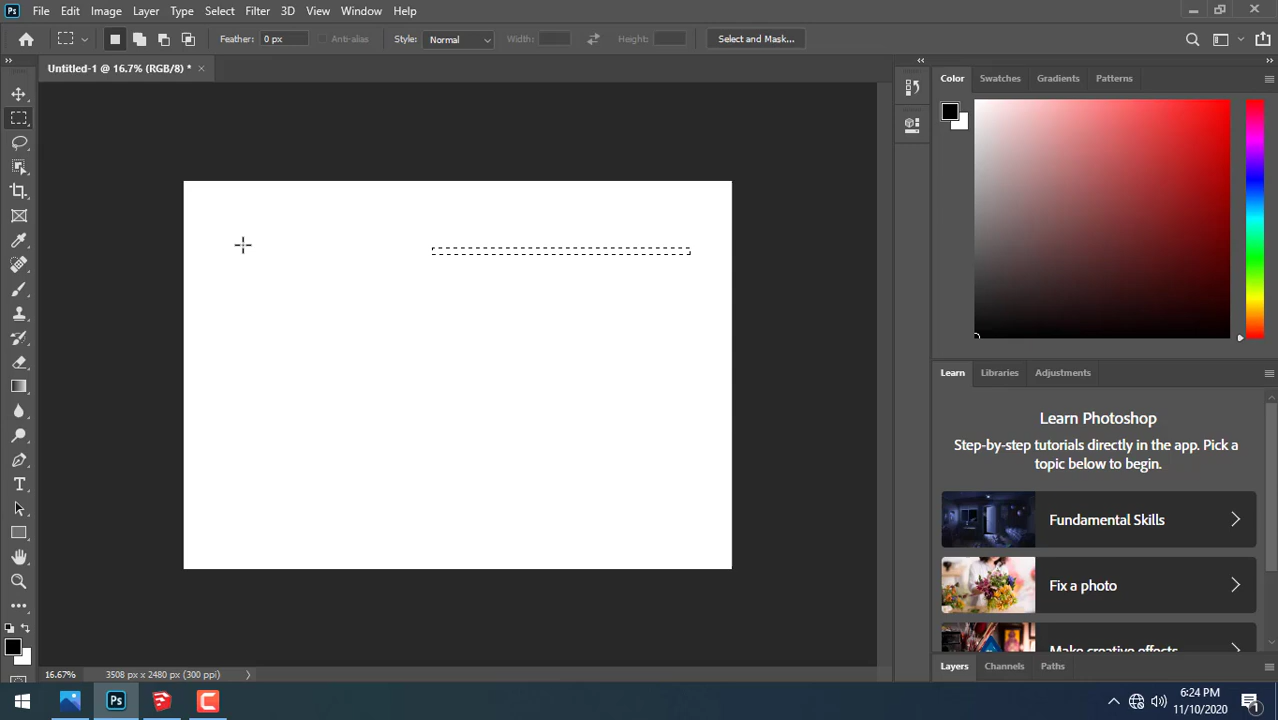 Ps File Edit Image Layer Type Select Filter 3D View Window Help
Feather: 0 px Anti-alias Style: Normal Width: Height: Select and Mask...
Untitled-1 @ 16.7% (RGB/8) * ×
Color Swatches Gradients Patterns
Learn Libraries Adjustments
Learn Photoshop
Step-by-step tutorials directly in the app. Pick a
topic below to begin.
Fundamental Skills
Fix a photo
Make creative effects
Layers Channels Paths
16.67% 3508 px x 2480 px (300 ppi)
Ps
6:24 PM
11/10/2020
1